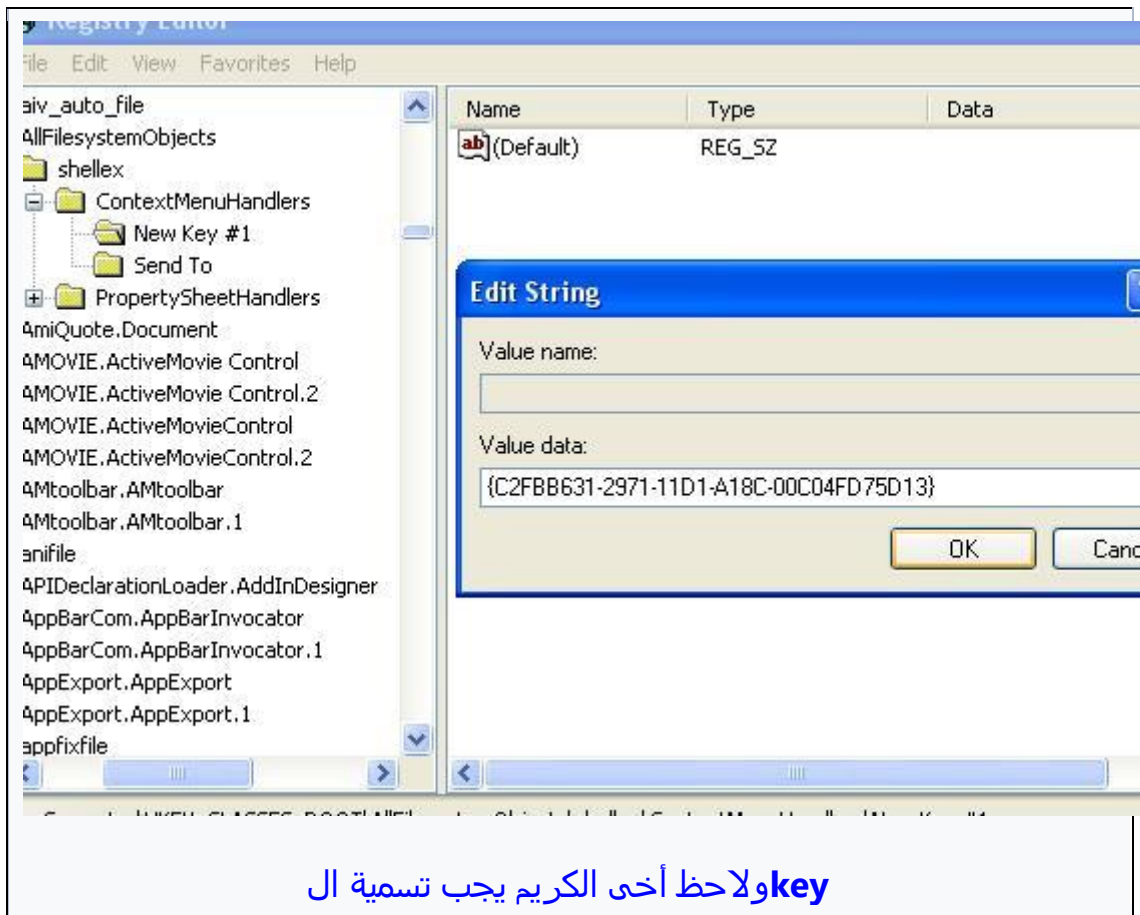 Registry Editor
File Edit View Favorites Help
aiv_auto_file
AllFilesystemObjects
shellex
ContextMenuHandlers
New Key #1
Send To
PropertySheetHandlers
AmiQuote.Document
AMOVIE.ActiveMovie Control
AMOVIE.ActiveMovie Control.2
AMOVIE.ActiveMovieControl
AMOVIE.ActiveMovieControl.2
AMtoolbar.AMtoolbar
AMtoolbar.AMtoolbar.1
anifile
APIDeclarationLoader.AddInDesigner
AppBarCom.AppBarInvocator
AppBarCom.AppBarInvocator.1
AppExport.AppExport
AppExport.AppExport.1
appfixfile
Name Type Data
ab (Default) REG_SZ
Edit String
Value name:
Value data:
{C2FBB631-2971-11D1-A18C-00C04FD75D13}
OK Canc
ولاحظ أخى الكريم يجب تسمية ال key